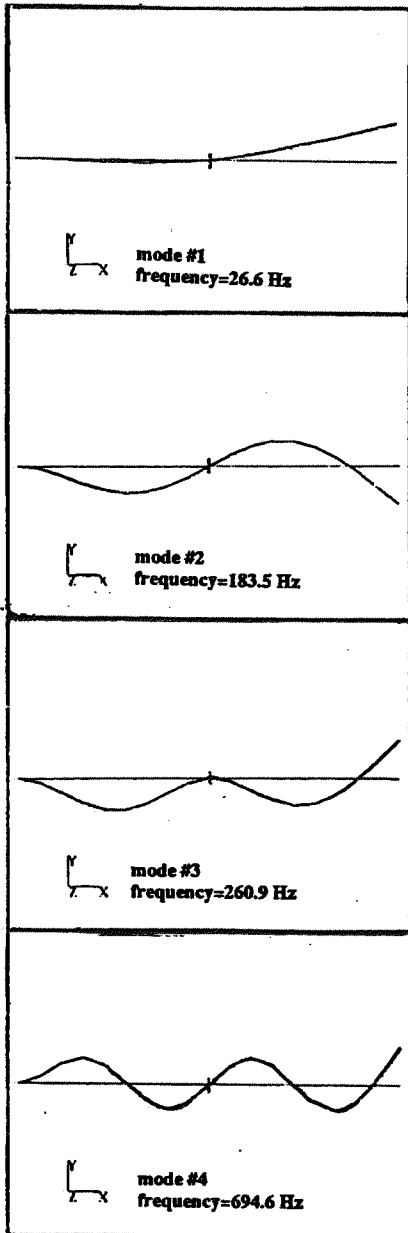 Y
Z X
mode #1
frequency=26.6 Hz
Y
Z X
mode #2
frequency=183.5 Hz
Y
Z X
mode #3
frequency=260.9 Hz
Y
Z X
mode #4
frequency=694.6 Hz